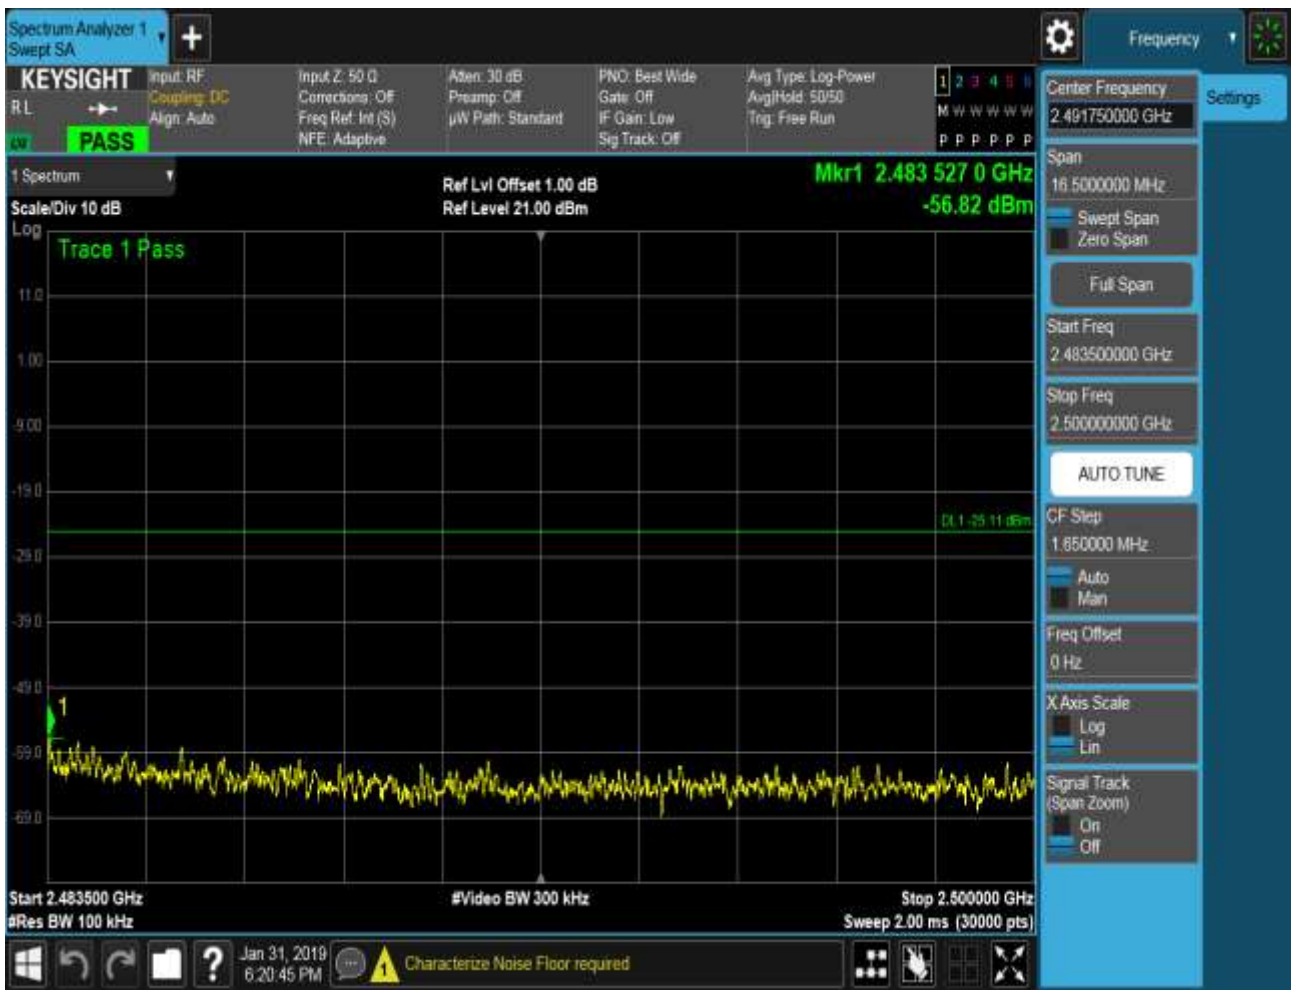 Spectrum Analyzer 1
Swept SA
+
Frequency
KEYSIGHT
R L
PASS
Input: RF
Coupling: DC
Align: Auto
Input Z: 50 Ω
Corrections: Off
Freq Ref: Int (S)
NFE: Adaptive
Atten: 30 dB
Preamp: Off
µW Path: Standard
PNO: Best Wide
Gate: Off
IF Gain: Low
Sig Track: Off
Avg Type: Log-Power
Avg|Hold: 50/50
Trig: Free Run
1 2 3 4 5 6
M W W W W W
P P P P P P
1 Spectrum
Scale/Div 10 dB
Log
Ref Lvl Offset 1.00 dB
Ref Level 21.00 dBm
Mkr1 2.483 527 0 GHz
-56.82 dBm
Trace 1 Pass
11.0
1.00
-9.00
-19.0
DL1 -25.11 dBm
-29.0
-39.0
-49.0
1
-59.0
-69.0
Start 2.483500 GHz
#Res BW 100 kHz
#Video BW 300 kHz
Stop 2.500000 GHz
Sweep 2.00 ms (30000 pts)
Center Frequency
2.491750000 GHz
Settings
Span
16.5000000 MHz
Swept Span
Zero Span
Full Span
Start Freq
2.483500000 GHz
Stop Freq
2.500000000 GHz
AUTO TUNE
CF Step
1.650000 MHz
Auto
Man
Freq Offset
0 Hz
X Axis Scale
Log
Lin
Signal Track
(Span Zoom)
On
Off
?
Jan 31, 2019
6:20:45 PM
1
Characterize Noise Floor required